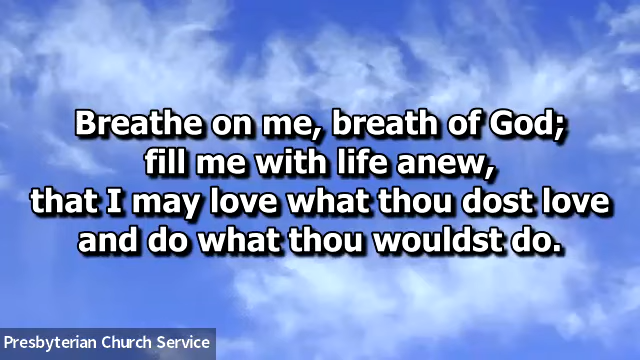 Breathe on me, breath of God;
fill me with life anew,
that I may love what thou dost love
and do what thou wouldst do.
Presbyterian Church Service